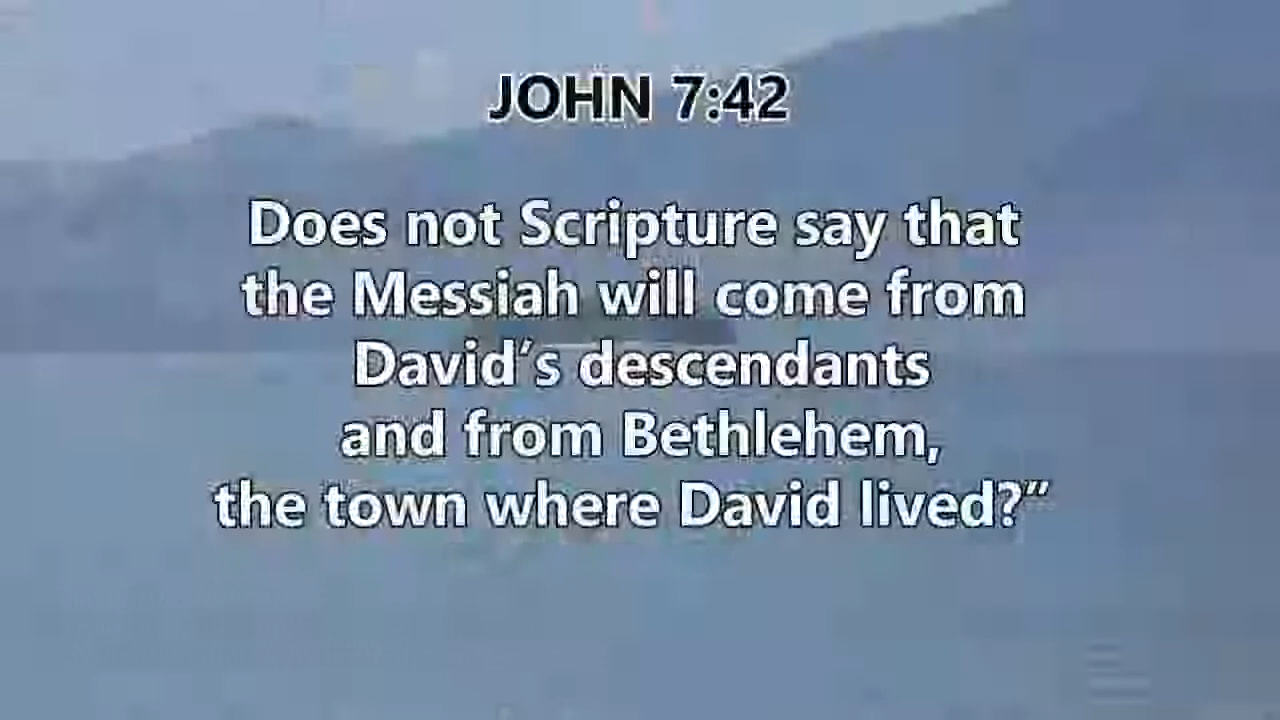 JOHN 7:42
Does not Scripture say that
the Messiah will come from
David’s descendants
and from Bethlehem,
the town where David lived?”